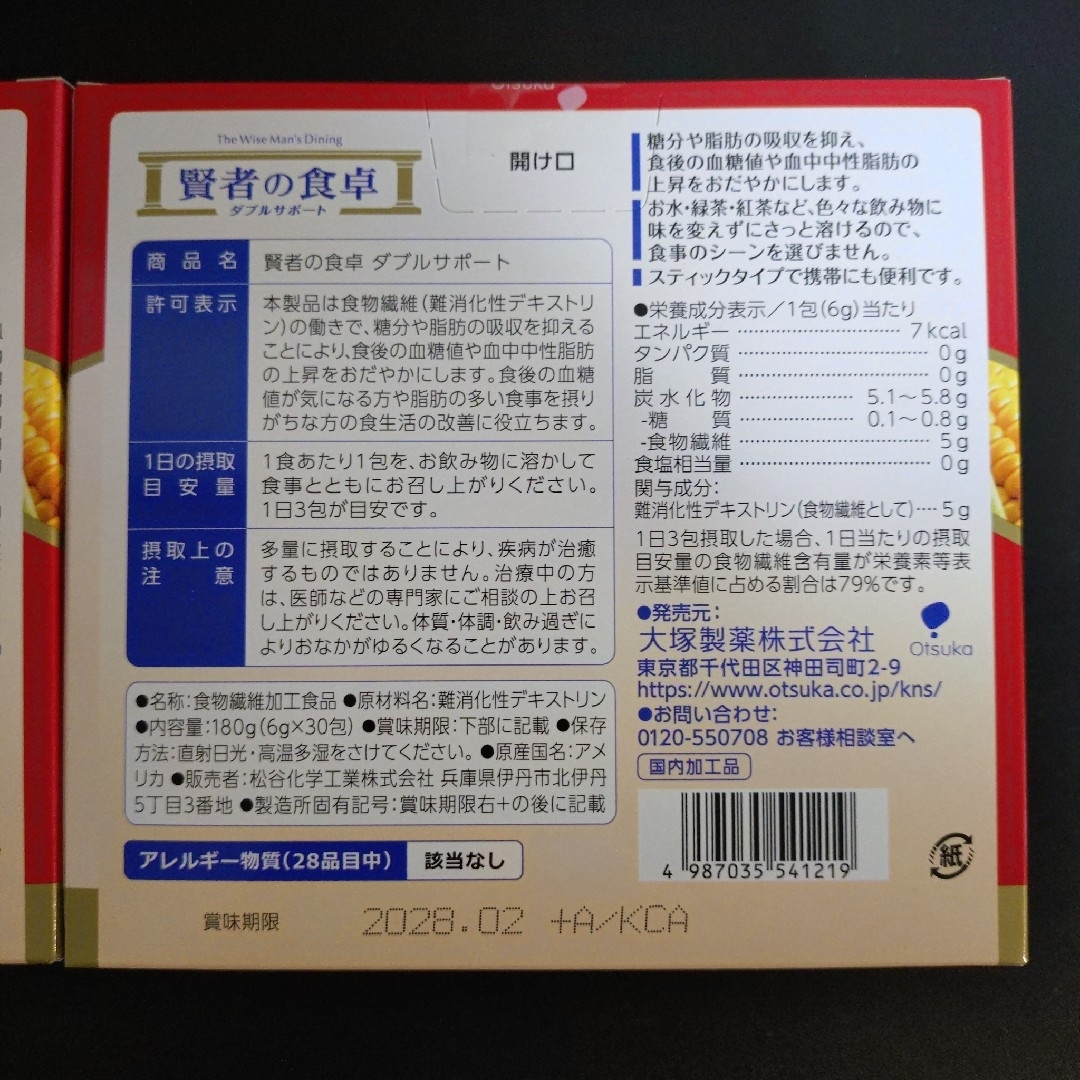 Otsuka
The Wise Man's Dining
賢者の食卓
ダブルサポート
開け口
商品名
賢者の食卓 ダブルサポート
許可表示
本製品は食物繊維(難消化性デキストリ
ン)の働きで、糖分や脂肪の吸収を抑える
ことにより、食後の血糖値や血中中性脂肪
の上昇をおだやかにします。食後の血糖
値が気になる方や脂肪の多い食事を摂り
がちな方の食生活の改善に役立ちます。
1日の摂取
目安量
1食あたり1包を、お飲み物に溶かして
食事とともにお召し上がりください。
1日3包が目安です。
摂取上の
注意
多量に摂取することにより、疾病が治癒
するものではありません。治療中の方
は、医師などの専門家にご相談の上お召
し上がりください。体質・体調・飲み過ぎに
よりおなかがゆるくなることがあります。
●名称:食物繊維加工食品 ●原材料名:難消化性デキストリン
●内容量:180g(6g×30包) ●賞味期限:下部に記載 ●保存
方法:直射日光・高温多湿をさけてください。 ●原産国名:アメ
リカ ●販売者:松谷化学工業株式会社 兵庫県伊丹市北伊丹
5丁目3番地 ●製造所固有記号:賞味期限右+の後に記載
アレルギー物質(28品目中) 該当なし
賞味期限 2028.02 +A/KCA
糖分や脂肪の吸収を抑え、
食後の血糖値や血中中性脂肪の
上昇をおだやかにします。
お水・緑茶・紅茶など、色々な飲み物に
味を変えずにさっと溶けるので、
食事のシーンを選びません。
スティックタイプで携帯にも便利です。
●栄養成分表示/1包(6g)当たり
エネルギー 7kcal
タンパク質 0g
脂質 0g
炭水化物 5.1~5.8g
-糖質 0.1~0.8g
-食物繊維 5g
食塩相当量 0g
関与成分:
難消化性デキストリン(食物繊維として) 5g
1日3包摂取した場合、1日当たりの摂取
目安量の食物繊維含有量が栄養素等表
示基準値に占める割合は79%です。
●発売元:
大塚製薬株式会社
Otsuka
東京都千代田区神田司町2-9
https://www.otsuka.co.jp/kns/
●お問い合わせ:
0120-550708 お客様相談室へ
国内加工品
4 987035 541219
紙